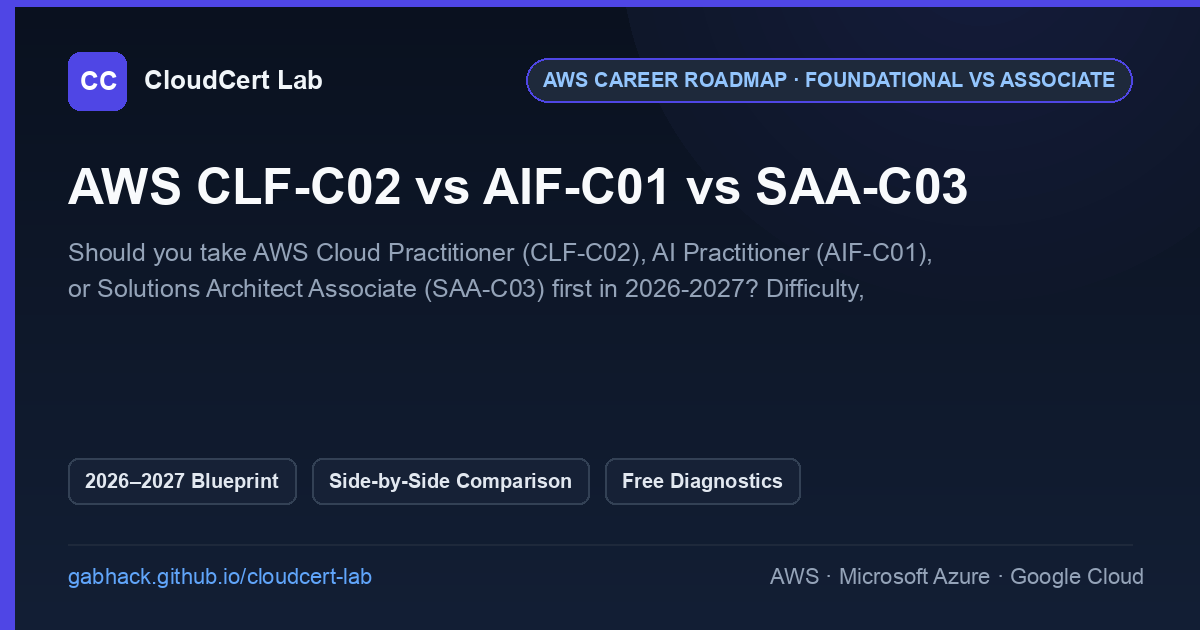 CC
CloudCert Lab
AWS CAREER ROADMAP · FOUNDATIONAL VS ASSOCIATE
AWS CLF-C02 vs AIF-C01 vs SAA-C03
Should you take AWS Cloud Practitioner (CLF-C02), AI Practitioner (AIF-C01),
or Solutions Architect Associate (SAA-C03) first in 2026-2027? Difficulty,
2026–2027 Blueprint
Side-by-Side Comparison
Free Diagnostics
gabhack.github.io/cloudcert-lab
AWS · Microsoft Azure · Google Cloud